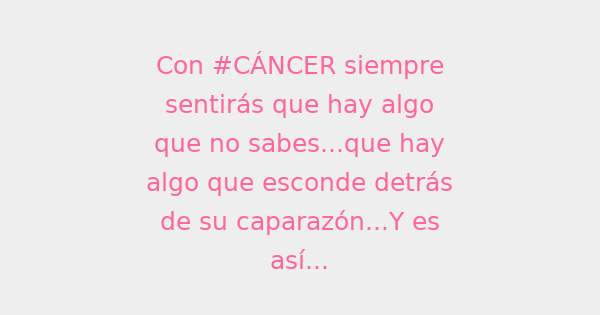 Con #CÁNCER siempre
sentirás que hay algo
que no sabes...que hay
algo que esconde detrás
de su caparazón...Y es
así...